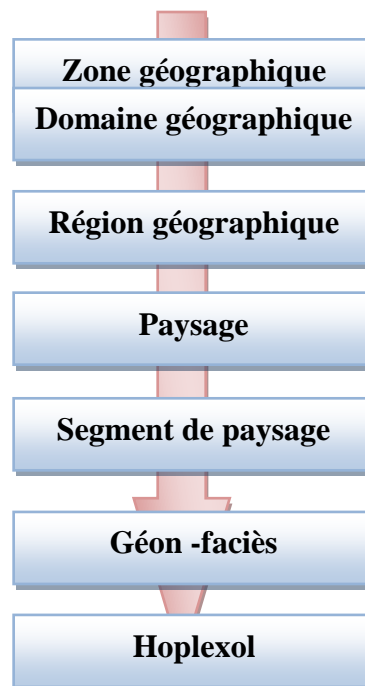 Zone géographique
Domaine géographique
Région géographique
Paysage
Segment de paysage
Géon -faciès
Hoplexol